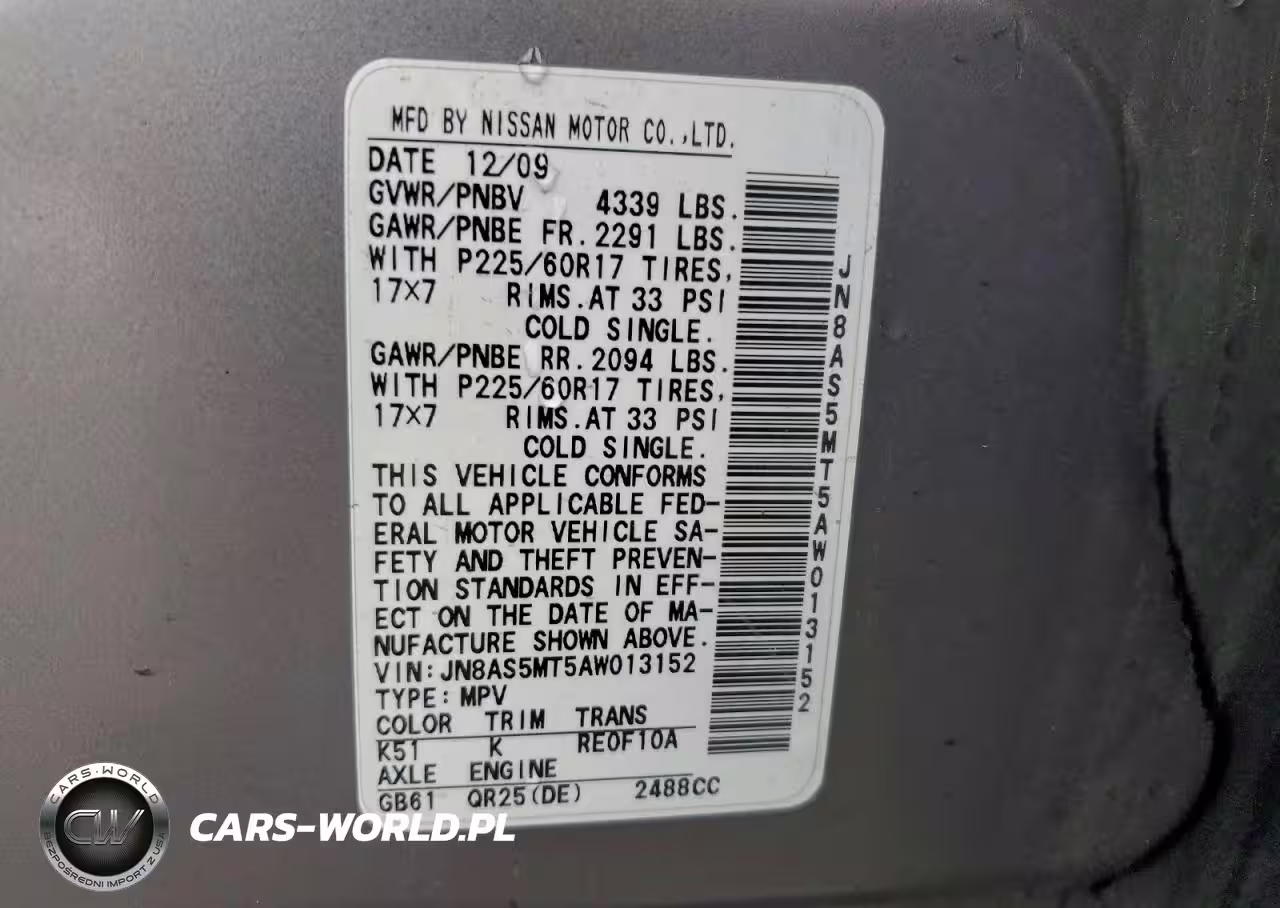 MFD BY NISSAN MOTOR CO.,LTD.
DATE 12/09
GVWR/PNBV 4339 LBS.
GAWR/PNBE FR.2291 LBS.
WITH P225/60R17 TIRES,
17×7 RIMS.AT 33 PSI
COLD SINGLE.
GAWR/PNBE RR.2094 LBS.
WITH P225/60R17 TIRES,
17×7 RIMS.AT 33 PSI
COLD SINGLE.
THIS VEHICLE CONFORMS
TO ALL APPLICABLE FED-
ERAL MOTOR VEHICLE SA-
FETY AND THEFT PREVEN-
TION STANDARDS IN EFF-
ECT ON THE DATE OF MA-
NUFACTURE SHOWN ABOVE.
VIN:JN8AS5MT5AW013152
TYPE:MPV
COLOR TRIM TRANS
K51 K RE0F10A
AXLE ENGINE
GB61 QR25(DE) 2488CC
JN8AS5MT5AW013152
CARS-WORLD
CW
BEZPOŚREDNI IMPORT Z USA
CARS-WORLD.PL